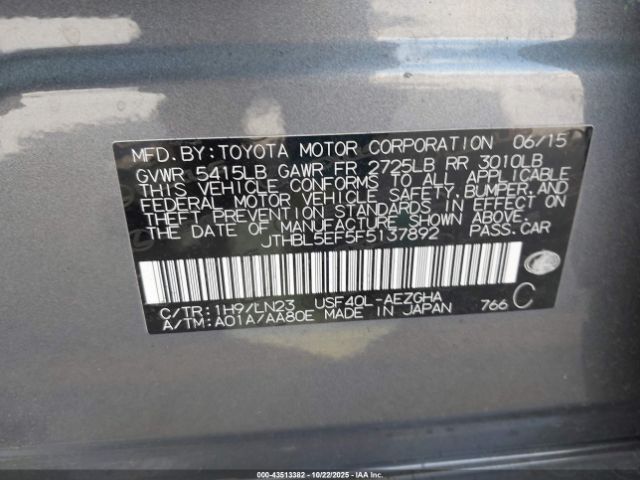 MFD. BY: TOYOTA MOTOR CORPORATION 06/15
GVWR 5415LB GAWR FR 2725LB RR 3010LB
THIS VEHICLE CONFORMS TO ALL APPLICABLE
FEDERAL MOTOR VEHICLE SAFETY, BUMPER, AND
THEFT PREVENTION STANDARDS IN EFFECT ON
THE DATE OF MANUFACTURE SHOWN ABOVE.
JTHBL5EF5F5137892 PASS.CAR
C/TR: 1H9/LN23 USF40L-AEZGHA
A/TM: A01A/AA80E MADE IN JAPAN 766 C
000-43513382 - 10/22/2025 - IAA Inc.